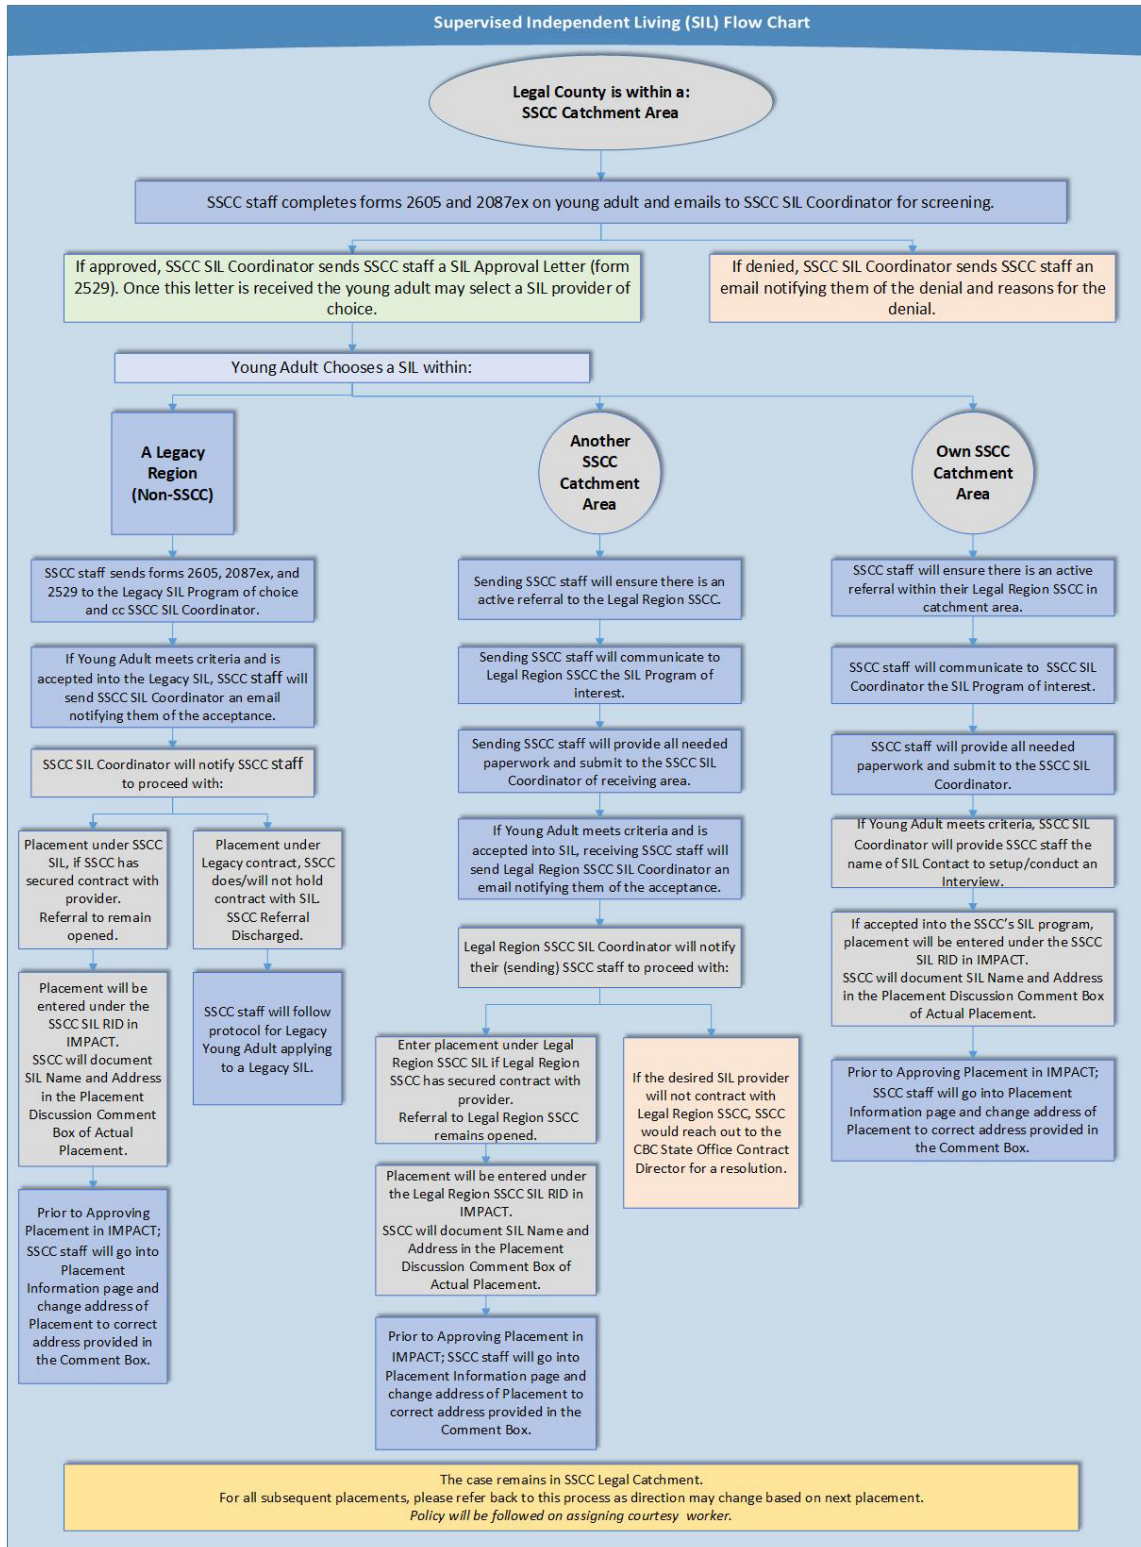 Supervised Independent Living (SIL) Flow Chart
Legal County is within a:
SSCC Catchment Area
SSCC staff completes forms 2605 and 2087ex on young adult and emails to SSCC SIL Coordinator for screening.
If approved, SSCC SIL Coordinator sends SSCC staff a SIL Approval Letter (form
2529). Once this letter is received the young adult may select a SIL provider of
choice.
If denied, SSCC SIL Coordinator sends SSCC staff an
email notifying them of the denial and reasons for the
denial.
Young Adult Chooses a SIL within:
A Legacy
Region
(Non-SSCC)
SSCC staff sends forms 2605, 2087ex, and
2529 to the Legacy SIL Program of choice
and cc SSCC SIL Coordinator.
If Young Adult meets criteria and is
accepted into the Legacy SIL, SSCC staff will
send SSCC SIL Coordinator an email
notifying them of the acceptance.
SSCC SIL Coordinator will notify SSCC staff
to proceed with:
Placement under SSCC
SIL, if SSCC has
secured contract with
provider.
Referral to remain
opened.
Placement will be
entered under the
SSCC SIL RID in
IMPACT.
SSCC will document
SIL Name and Address
in the Placement
Discussion Comment
Box of Actual
Placement.
Prior to Approving
Placement in IMPACT;
SSCC staff will go into
Placement
Information page and
change address of
Placement to correct
address provided in
the Comment Box.
Placement under
Legacy contract, SSCC
does/will not hold
contract with SIL.
SSCC Referral
Discharged.
SSCC staff will follow
protocol for Legacy
Young Adult applying
to a Legacy SIL.
Another
SSCC
Catchment
Area
Sending SSCC staff will ensure there is an
active referral to the Legal Region SSCC.
Sending SSCC staff will communicate to
Legal Region SSCC the SIL Program of
interest.
Sending SSCC staff will provide all needed
paperwork and submit to the SSCC SIL
Coordinator of receiving area.
If Young Adult meets criteria and is
accepted into SIL, receiving SSCC staff will
send Legal Region SSCC SIL Coordinator an
email notifying them of the acceptance.
Legal Region SSCC SIL Coordinator will notify
their (sending) SSCC staff to proceed with:
Enter placement under Legal
Region SSCC SIL if Legal Region
SSCC has secured contract with
provider.
Referral to Legal Region SSCC
remains opened.
Placement will be entered under
the Legal Region SSCC SIL RID in
IMPACT.
SSCC will document SIL Name and
Address in the Placement
Discussion Comment Box of
Actual Placement.
Prior to Approving Placement in
IMPACT; SSCC staff will go into
Placement Information page and
change address of Placement to
correct address provided in the
Comment Box.
If the desired SIL provider
will not contract with
Legal Region SSCC, SSCC
would reach out to the
CBC State Office Contract
Director for a resolution.
Own SSCC
Catchment
Area
SSCC staff will ensure there is an active
referral within their Legal Region SSCC in
catchment area.
SSCC staff will communicate to SSCC SIL
Coordinator the SIL Program of interest.
SSCC staff will provide all needed
paperwork and submit to the SSCC SIL
Coordinator.
If Young Adult meets criteria, SSCC SIL
Coordinator will provide SSCC staff the
name of SIL Contact to setup/conduct an
Interview.
If accepted into the SSCC's SIL program,
placement will be entered under the SSCC
SIL RID in IMPACT.
SSCC will document SIL Name and Address
in the Placement Discussion Comment Box
of Actual Placement.
Prior to Approving Placement in IMPACT;
SSCC staff will go into Placement
Information page and change address of
Placement to correct address provided in
the Comment Box.
The case remains in SSCC Legal Catchment.
For all subsequent placements, please refer back to this process as direction may change based on next placement.
Policy will be followed on assigning courtesy worker.